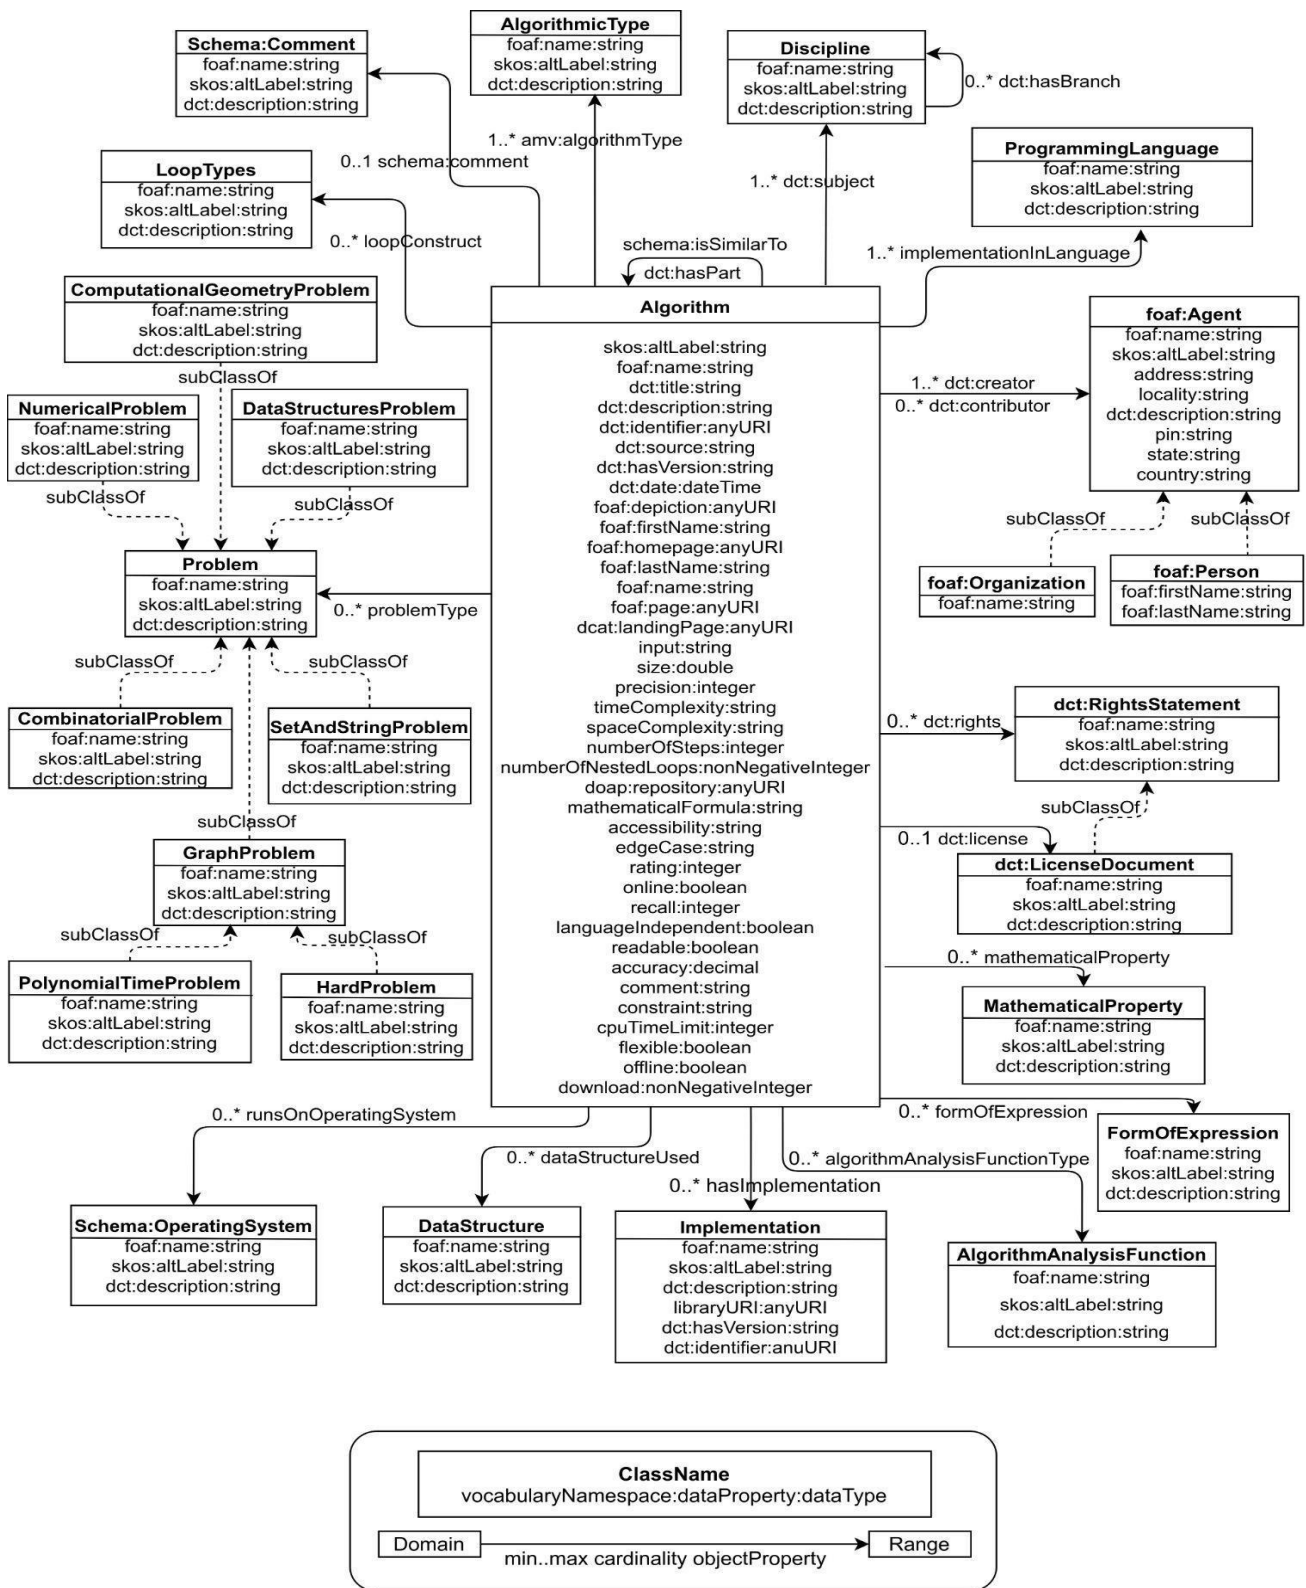 Schema:Comment
foaf:name:string
skos:altLabel:string
dct:description:string
AlgorithmicType
foaf:name:string
skos:altLabel:string
dct:description:string
Discipline
foaf:name:string
skos:altLabel:string
dct:description:string
0..* dct:hasBranch
1..* amv:algorithmType
0..1 schema:comment
1..* dct:subject
ProgrammingLanguage
foaf:name:string
skos:altLabel:string
dct:description:string
LoopTypes
foaf:name:string
skos:altLabel:string
dct:description:string
0..* loopConstruct
schema:isSimilarTo
dct:hasPart
1..* implementationInLanguage
ComputationalGeometryProblem
foaf:name:string
skos:altLabel:string
dct:description:string
subClassOf
NumericalProblem
foaf:name:string
skos:altLabel:string
dct:description:string
subClassOf
DataStructuresProblem
foaf:name:string
skos:altLabel:string
dct:description:string
subClassOf
Problem
foaf:name:string
skos:altLabel:string
dct:description:string
0..* problemType
subClassOf
subClassOf
CombinatorialProblem
foaf:name:string
skos:altLabel:string
dct:description:string
SetAndStringProblem
foaf:name:string
skos:altLabel:string
dct:description:string
subClassOf
GraphProblem
foaf:name:string
skos:altLabel:string
dct:description:string
subClassOf
subClassOf
PolynomialTimeProblem
foaf:name:string
skos:altLabel:string
dct:description:string
HardProblem
foaf:name:string
skos:altLabel:string
dct:description:string
Algorithm
skos:altLabel:string
foaf:name:string
dct:title:string
dct:description:string
dct:identifier:anyURI
dct:source:string
dct:hasVersion:string
dct:date:dateTime
foaf:depiction:anyURI
foaf:firstName:string
foaf:homepage:anyURI
foaf:lastName:string
foaf:name:string
foaf:page:anyURI
dcat:landingPage:anyURI
input:string
size:double
precision:integer
timeComplexity:string
spaceComplexity:string
numberOfSteps:integer
numberOfNestedLoops:nonNegativeInteger
doap:repository:anyURI
mathematicalFormula:string
accessibility:string
edgeCase:string
rating:integer
online:boolean
recall:integer
languageIndependent:boolean
readable:boolean
accuracy:decimal
comment:string
constraint:string
cpuTimeLimit:integer
flexible:boolean
offline:boolean
download:nonNegativeInteger
1..* dct:creator
0..* dct:contributor
foaf:Agent
foaf:name:string
skos:altLabel:string
address:string
locality:string
dct:description:string
pin:string
state:string
country:string
subClassOf
subClassOf
foaf:Organization
foaf:name:string
foaf:Person
foaf:firstName:string
foaf:lastName:string
0..* dct:rights
dct:RightsStatement
foaf:name:string
skos:altLabel:string
dct:description:string
subClassOf
0..1 dct:license
dct:LicenseDocument
foaf:name:string
skos:altLabel:string
dct:description:string
0..* mathematicalProperty
MathematicalProperty
foaf:name:string
skos:altLabel:string
dct:description:string
0..* formOfExpression
FormOfExpression
foaf:name:string
skos:altLabel:string
dct:description:string
0..* runsOnOperatingSystem
0..* dataStructureUsed
0..* hasImplementation
0..* algorithmAnalysisFunctionType
Schema:OperatingSystem
foaf:name:string
skos:altLabel:string
dct:description:string
DataStructure
foaf:name:string
skos:altLabel:string
dct:description:string
Implementation
foaf:name:string
skos:altLabel:string
dct:description:string
libraryURI:anyURI
dct:hasVersion:string
dct:identifier:anuURI
AlgorithmAnalysisFunction
foaf:name:string
skos:altLabel:string
dct:description:string
ClassName
vocabularyNamespace:dataProperty:dataType
Domain
min..max cardinality objectProperty
Range